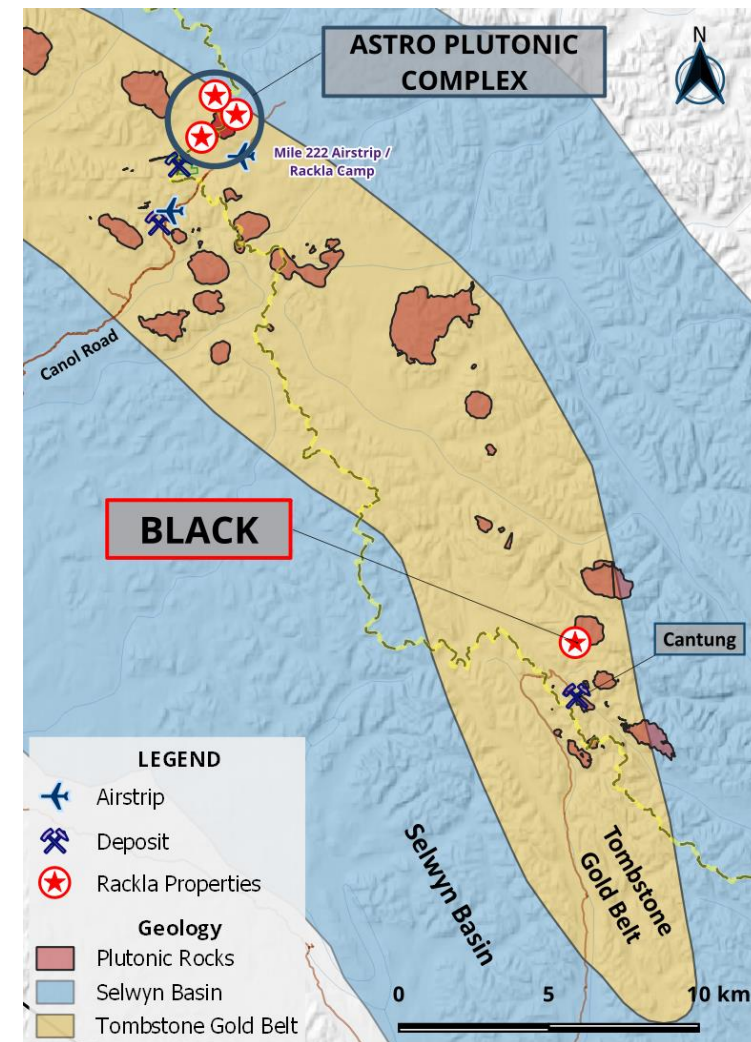 ASTRO PLUTONIC
COMPLEX
N
Mile 222 Airstrip /
Rackla Camp
Canol Road
BLACK
Cantung
LEGEND
Airstrip
Deposit
Rackla Properties
Geology
Plutonic Rocks
Selwyn Basin
Tombstone Gold Belt
Selwyn Basin
Tombstone
Gold Belt
0 5 10 km